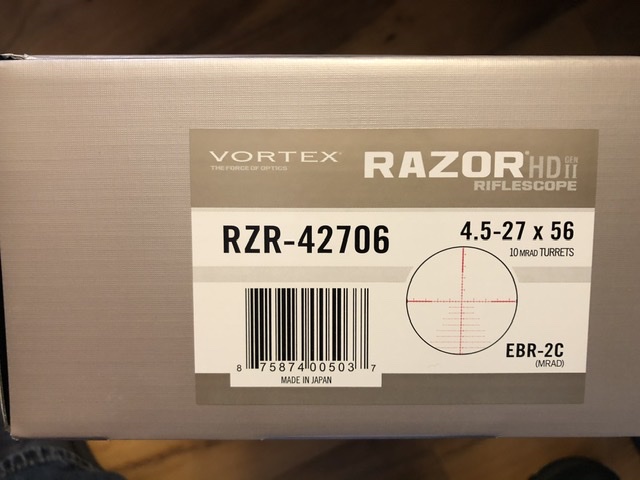 VORTEX®
THE FORCE OF OPTICS
RAZOR® HD GEN II
RIFLESCOPE
RZR-42706
4.5-27 x 56
10 MRAD TURRETS
8 75874 00503 7
MADE IN JAPAN
EBR-2C
(MRAD)